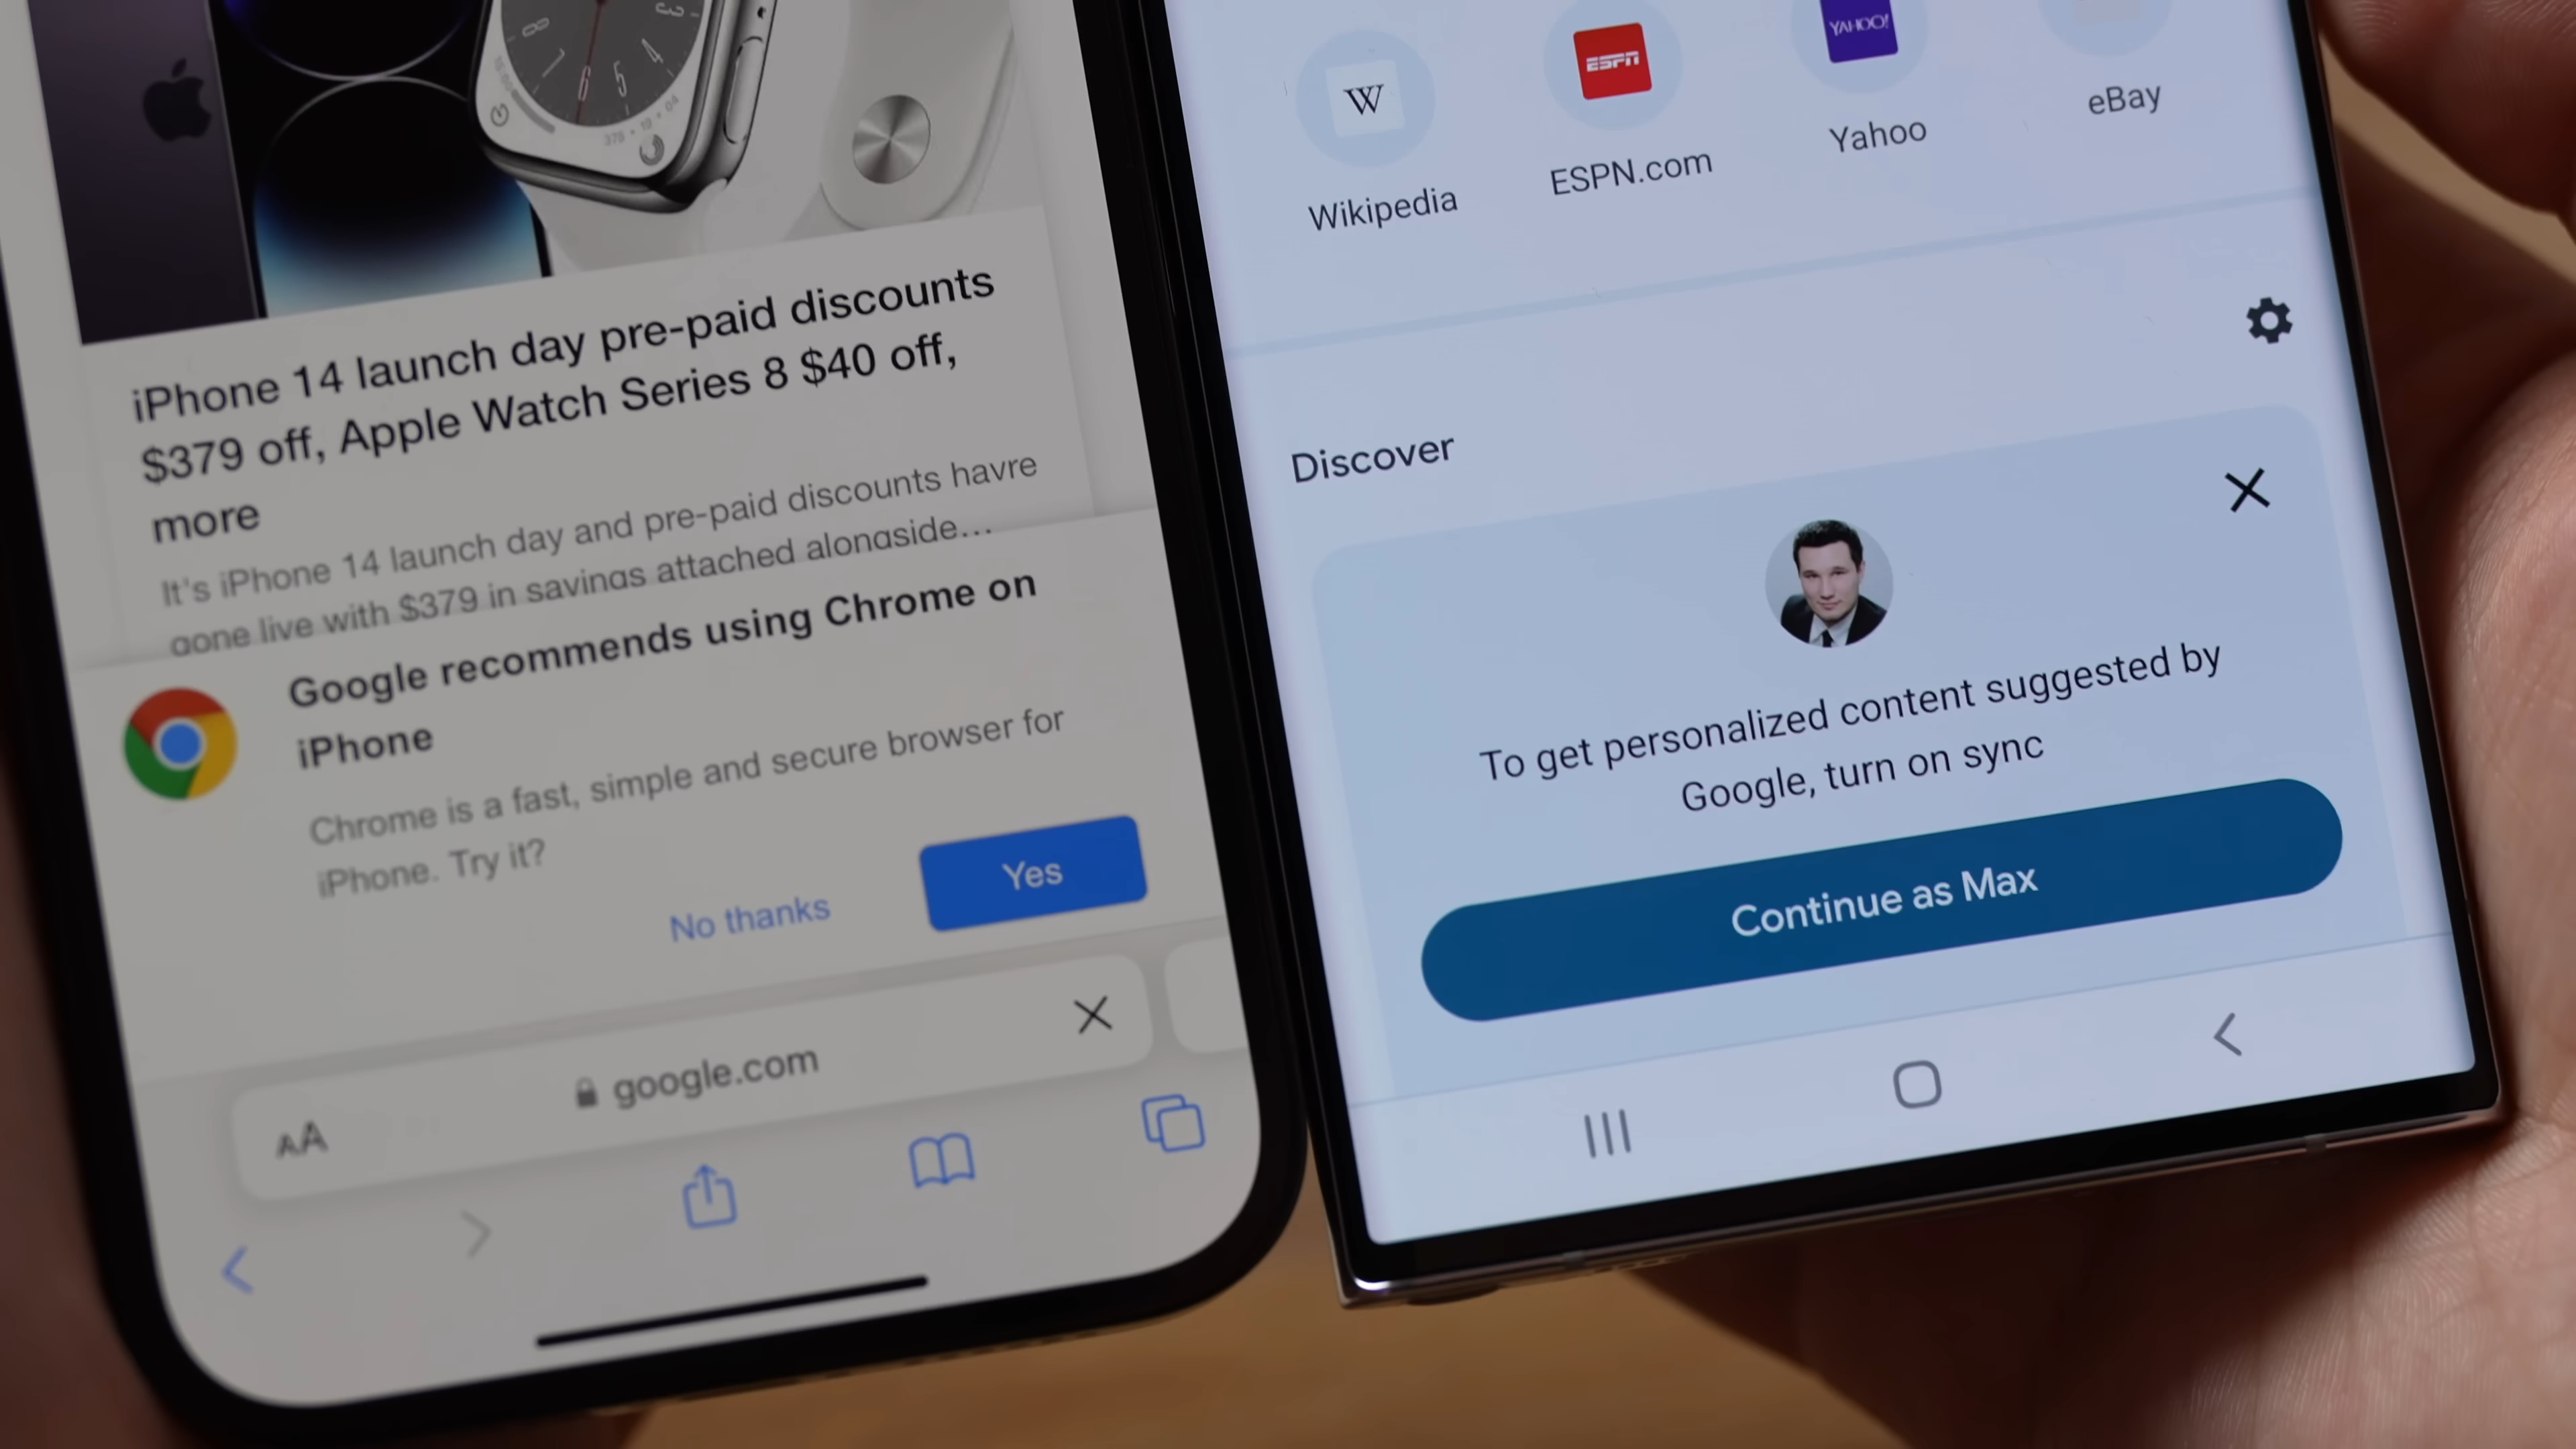 iPhone 14 launch day pre-paid discounts
$379 off, Apple Watch Series 8 $40 off,
more
It's iPhone 14 launch day and pre-paid discounts havre
gone live with $379 in savings attached alongside...
Google recommends using Chrome on
iPhone
Chrome is a fast, simple and secure browser for
iPhone. Try it?
No thanks
Yes
AA
google.com
W
ESPN
YAHOO!
Wikipedia
ESPN.com
Yahoo
eBay
Discover
To get personalized content suggested by
Google, turn on sync
Continue as Max